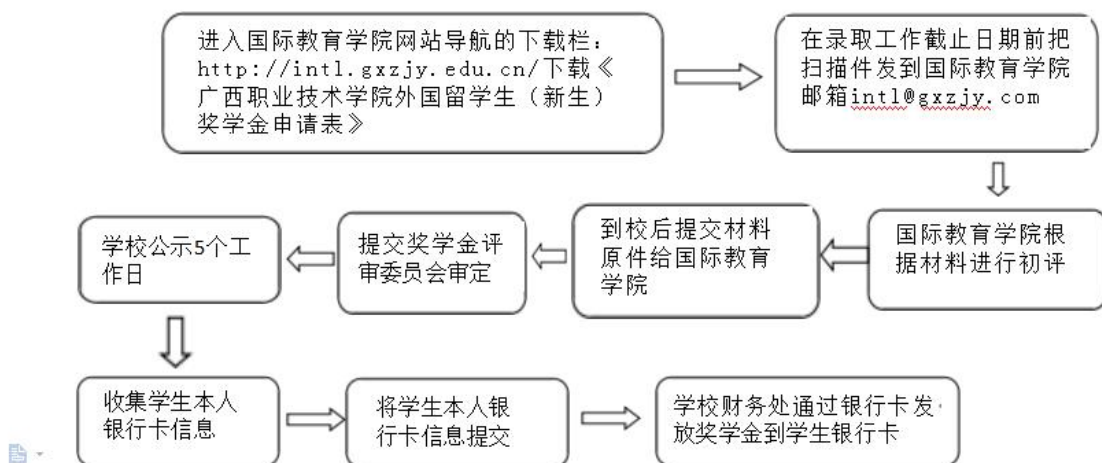 进入国际教育学院网站导航的下载栏：
http://intl.gxzjy.edu.cn/下载《
广西职业技术学院外国留学生（新生）
奖学金申请表》
在录取工作截止日期前把
扫描件发到国际教育学院
邮箱intl@gxzjy.com
国际教育学院根
据材料进行初评
到校后提交材料
原件给国际教育
学院
提交奖学金评
审委员会审定
学校公示5个工
作日
收集学生本人
银行卡信息
将学生本人银
行卡信息提交
学校财务处通过银行卡发
放奖学金到学生银行卡